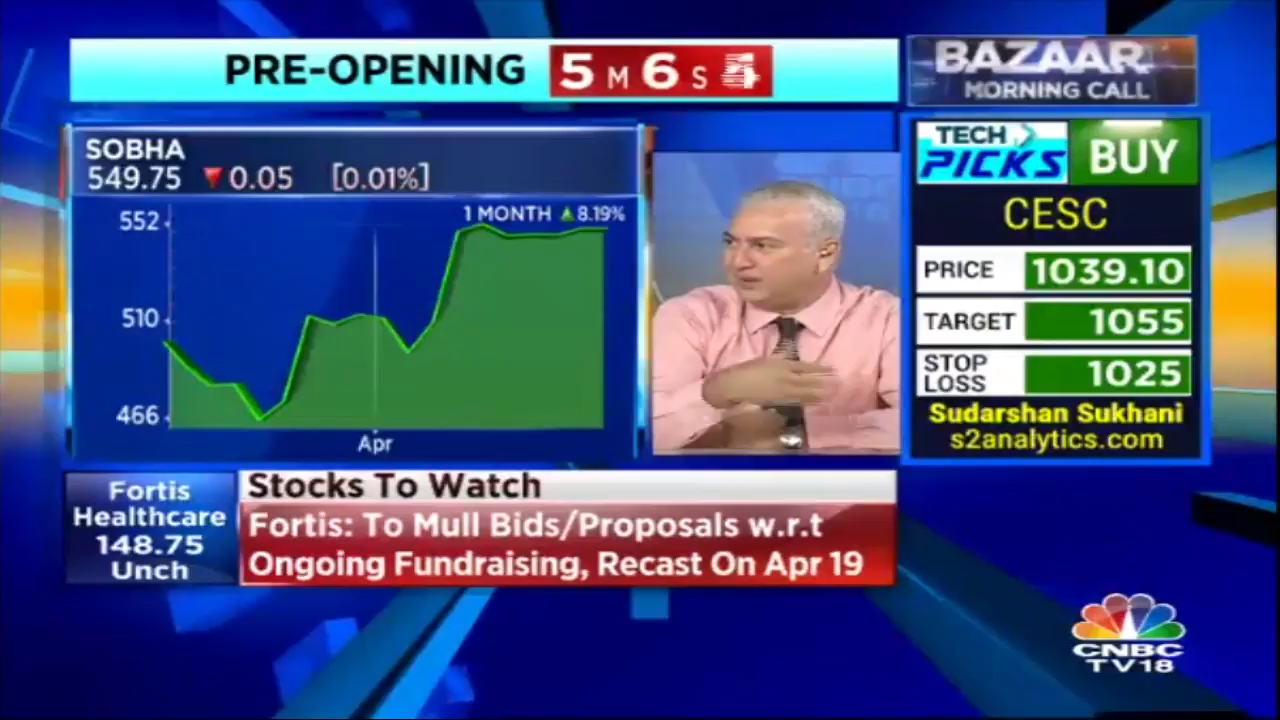 PRE-OPENING 5 M 6 S
BAZAAR
MORNING CALL
SOBHA
549.75 ▼0.05 [0.01%]
1 MONTH ▲8.19%
552
510
466
Apr
TECH
PICKS
BUY
CESC
PRICE 1039.10
TARGET 1055
STOP
LOSS
1025
Sudarshan Sukhani
s2analytics.com
Fortis
Healthcare
148.75
Unch
Stocks To Watch
Fortis: To Mull Bids/Proposals w.r.t
Ongoing Fundraising, Recast On Apr 19
CNBC
TV18